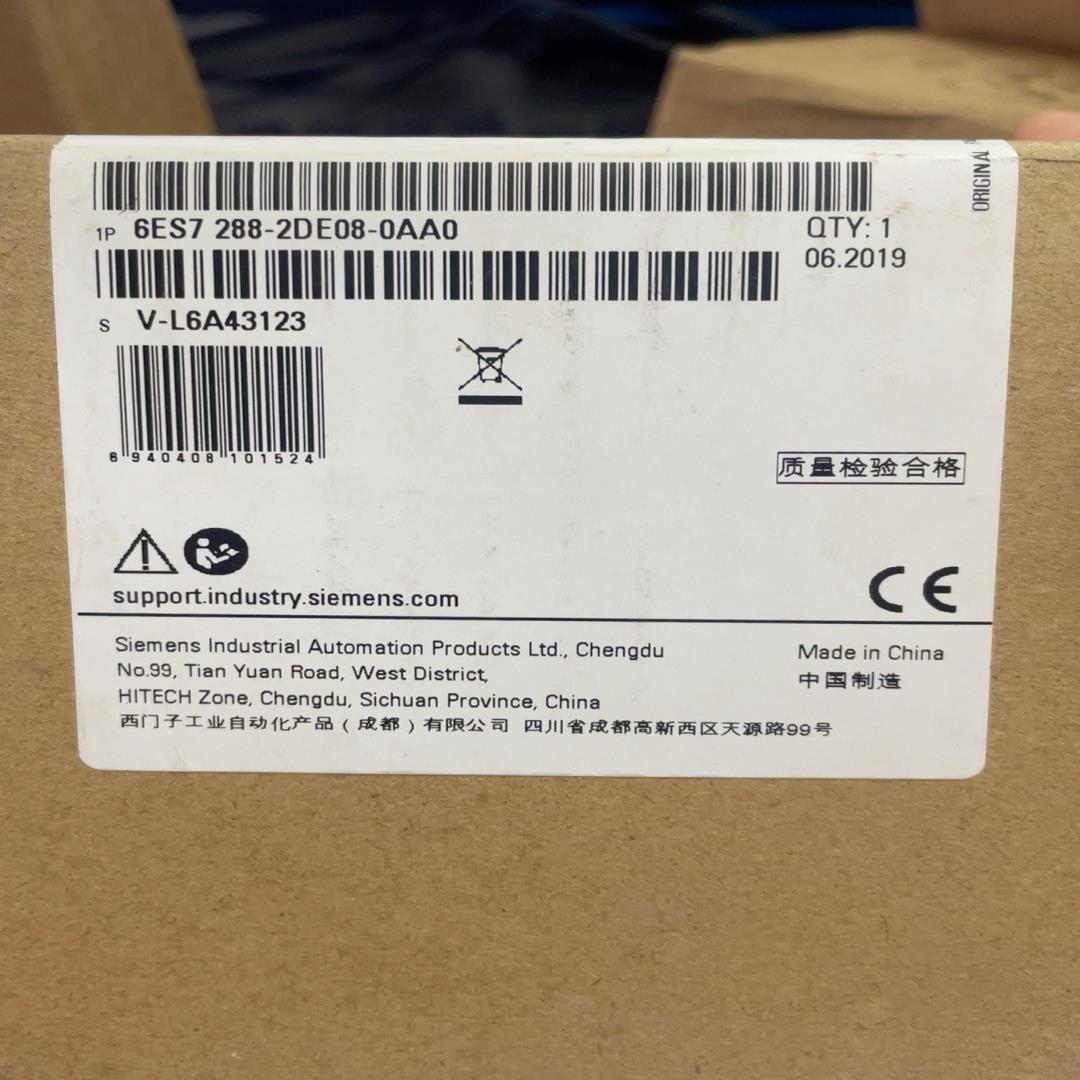 ORIGINAL
1P 6ES7 288-2DE08-0AA0
QTY: 1
06.2019
S V-L6A43123
6 940408 101524
质量检验合格
support.industry.siemens.com
CE
Siemens Industrial Automation Products Ltd., Chengdu
No.99, Tian Yuan Road, West District,
HITECH Zone, Chengdu, Sichuan Province, China
西门子工业自动化产品(成都)有限公司 四川省成都高新西区天源路99号
Made in China
中国制造